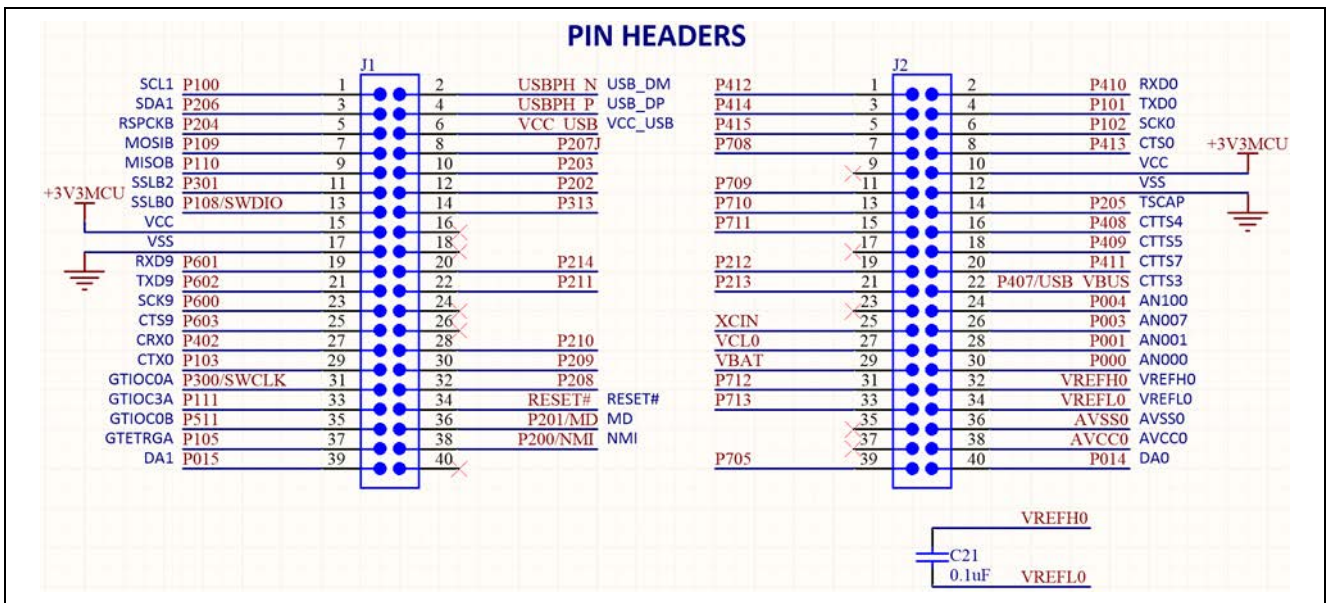 PIN HEADERS
J1 J2
SCL1 P100 1 2 USBPH_N USB_DM P412 1 2 P410 RXD0
SDA1 P206 3 4 USBPH_P USB_DP P414 3 4 P101 TXD0
RSPCKB P204 5 6 VCC_USB VCC_USB P415 5 6 P102 SCK0
MOSIB P109 7 8 P207J P708 7 8 P413 CTS0 +3V3MCU
MISOB P110 9 10 P203 9 10 VCC
+3V3MCU SSLB2 P301 11 12 P202 P709 11 12 VSS
SSLB0 P108/SWDIO 13 14 P313 P710 13 14 P205 TSCAP
VCC 15 16 P711 15 16 P408 CTTS4
VSS 17 18 17 18 P409 CTTS5
RXD9 P601 19 20 P214 P212 19 20 P411 CTTS7
TXD9 P602 21 22 P211 P213 21 22 P407/USB_VBUS CTTS3
SCK9 P600 23 24 23 24 P004 AN100
CTS9 P603 25 26 XCIN 25 26 P003 AN007
CRX0 P402 27 28 P210 VCL0 27 28 P001 AN001
CTX0 P103 29 30 P209 VBAT 29 30 P000 AN000
GTIOC0A P300/SWCLK 31 32 P208 P712 31 32 VREFH0 VREFH0
GTIOC3A P111 33 34 RESET# RESET# P713 33 34 VREFL0 VREFL0
GTIOC0B P511 35 36 P201/MD MD 35 36 AVSS0 AVSS0
GTETRGA P105 37 38 P200/NMI NMI 37 38 AVCC0 AVCC0
DA1 P015 39 40 P705 39 40 P014 DA0
VREFH0
C21
0.1uF VREFL0